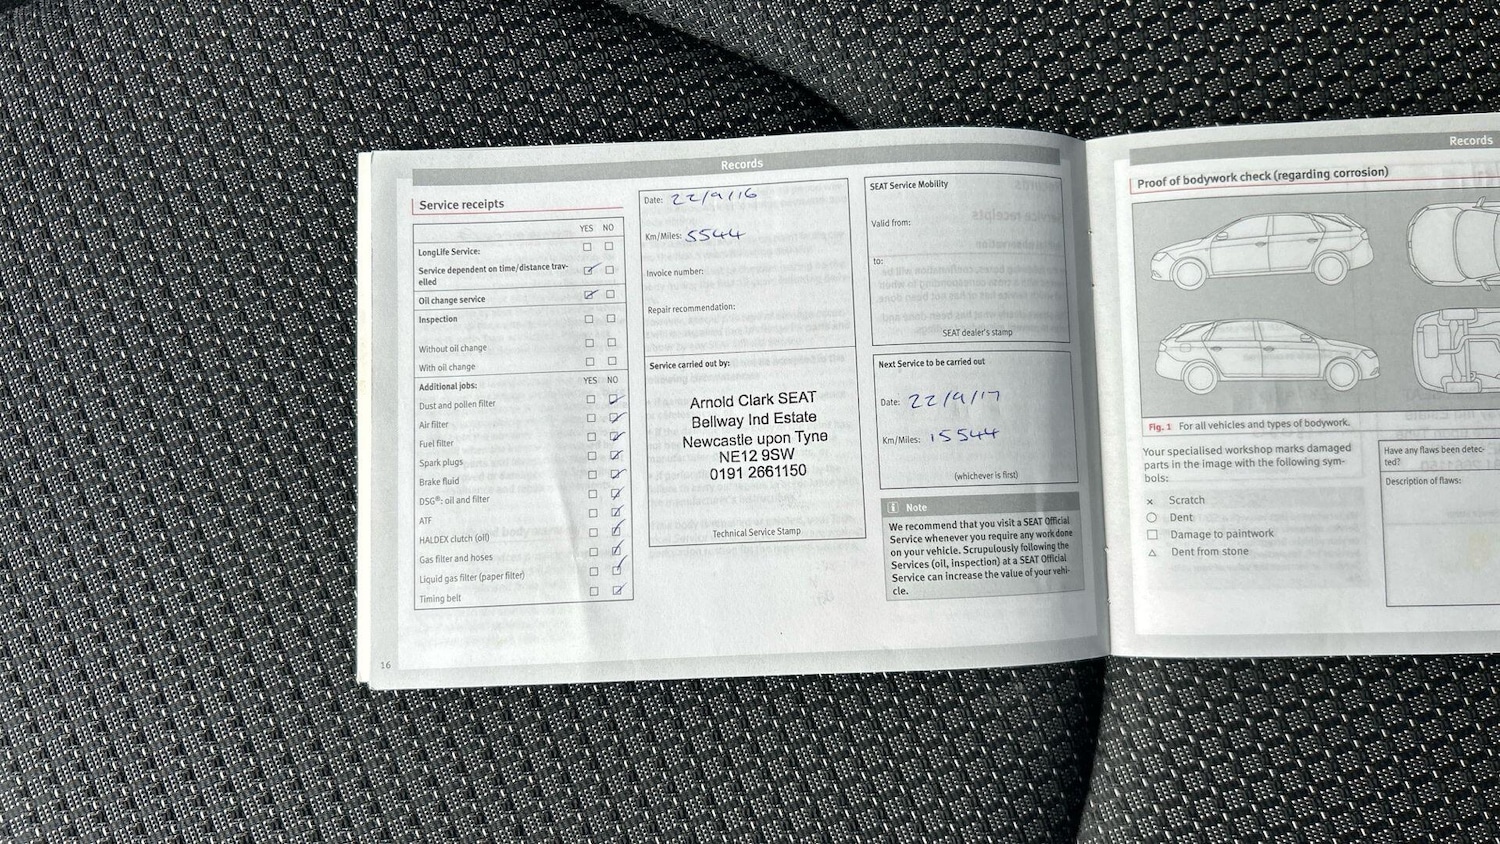 Records
Service receipts
YES NO
LongLife Service:
Service dependent on time/distance trav-
elled
Oil change service
Inspection
Without oil change
With oil change
Additional jobs: YES NO
Dust and pollen filter
Air filter
Fuel filter
Spark plugs
Brake fluid
DSG®: oil and filter
ATF
HALDEX clutch (oil)
Gas filter and hoses
Liquid gas filter (paper filter)
Timing belt
16
Date: 22/9/16
Km/Miles: 5544
Invoice number:
Repair recommendation:
Service carried out by:
Arnold Clark SEAT
Bellway Ind Estate
Newcastle upon Tyne
NE12 9SW
0191 2661150
Technical Service Stamp
SEAT Service Mobility
Valid from:
to:
SEAT dealer's stamp
Next Service to be carried out
Date: 22/9/17
Km/Miles: 15544
(whichever is first)
i Note
We recommend that you visit a SEAT Official
Service whenever you require any work done
on your vehicle. Scrupulously following the
Services (oil, inspection) at a SEAT Official
Service can increase the value of your vehi-
cle.
Records
Proof of bodywork check (regarding corrosion)
Fig. 1 For all vehicles and types of bodywork.
Your specialised workshop marks damaged
parts in the image with the following sym-
bols:
× Scratch
○ Dent
□ Damage to paintwork
△ Dent from stone
Have any flaws been detec-
ted?
Description of flaws: